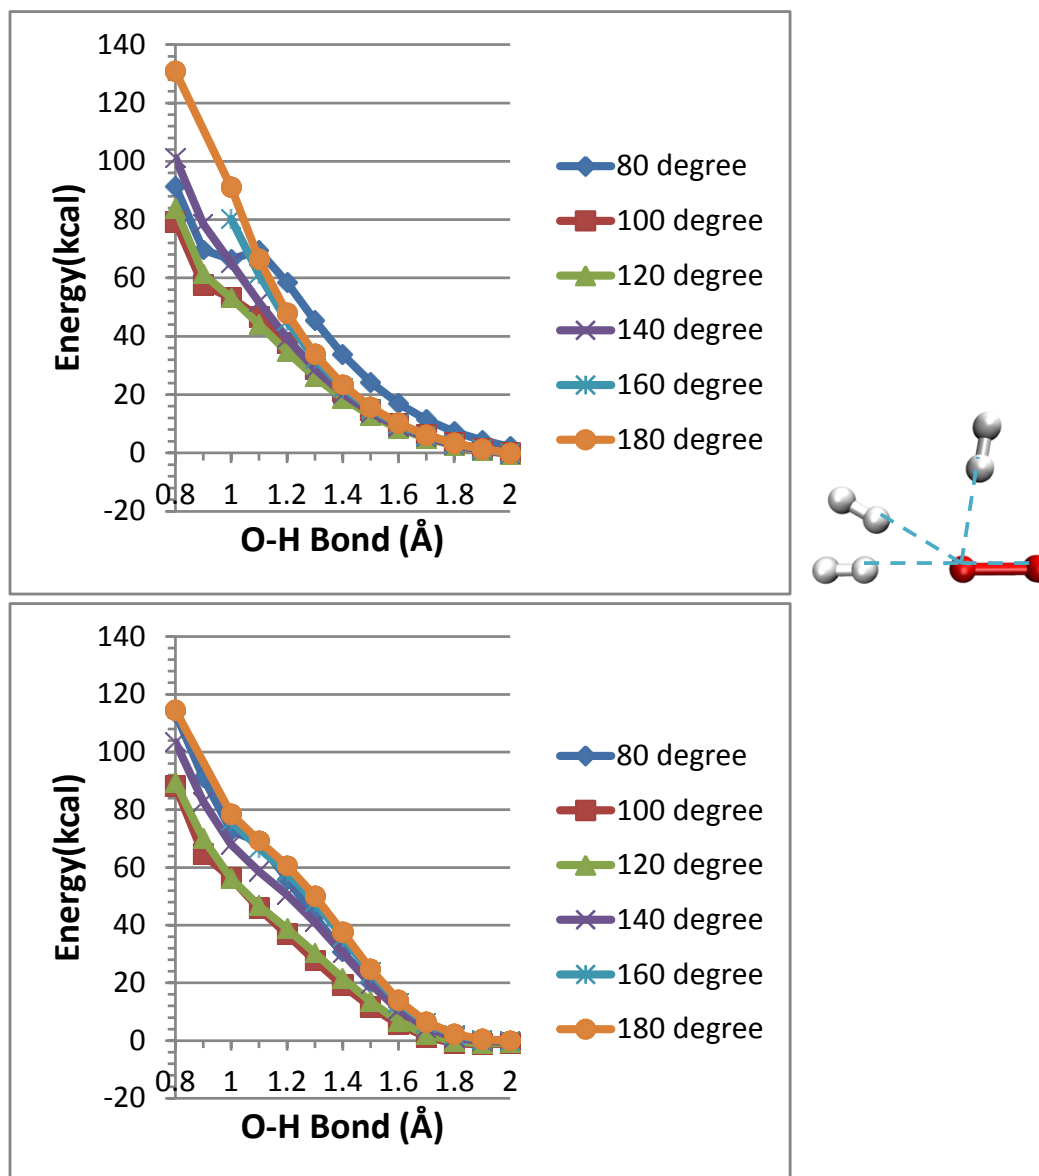 140
120
100
80
60
40
20
0
-20
Energy(kcal)
0.8 1 1.2 1.4 1.6 1.8 2
O-H Bond (Å)
80 degree
100 degree
120 degree
140 degree
160 degree
180 degree
140
120
100
80
60
40
20
0
-20
Energy(kcal)
0.8 1 1.2 1.4 1.6 1.8 2
O-H Bond (Å)
80 degree
100 degree
120 degree
140 degree
160 degree
180 degree